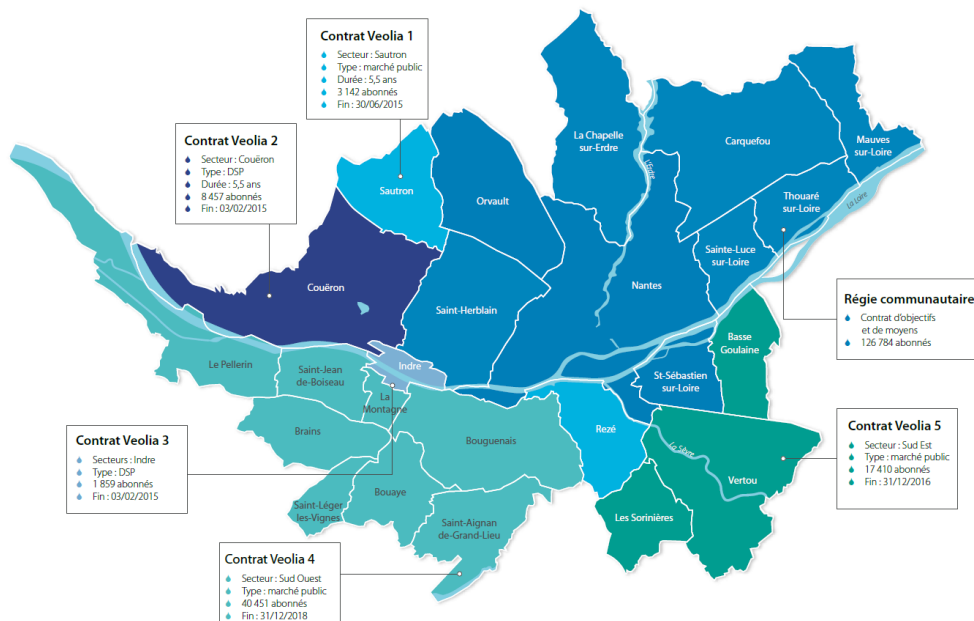 Contrat Veolia 1
Secteur : Sautron
Type : marché public
Durée : 5,5 ans
3 142 abonnés
Fin : 30/06/2015
Contrat Veolia 2
Secteur : Couëron
Type : DSP
Durée : 5,5 ans
8 457 abonnés
Fin : 03/02/2015
La Chapelle
sur-Erdre
L'Erdre
Carquefou
Mauves
sur-Loire
Sautron
Orvault
Thouaré
sur-Loire
La Loire
Sainte-Luce
sur-Loire
Couëron
Saint-Herblain
Nantes
Régie communautaire
Contrat d'objectifs
et de moyens
126 784 abonnés
Basse
Goulaine
Le Pellerin
Saint-Jean
de-Boiseau
Indre
La
Montagne
St-Sébastien
sur-Loire
Contrat Veolia 3
Secteurs : Indre
Type : DSP
1 859 abonnés
Fin : 03/02/2015
Brains
Bouguenais
Rezé
La Sèvre
Contrat Veolia 5
Secteur : Sud Est
Type : marché public
17 410 abonnés
Fin : 31/12/2016
Vertou
Saint-Léger
les-Vignes
Bouaye
Saint-Aignan
de-Grand-Lieu
Les Sorinières
Contrat Veolia 4
Secteur : Sud Ouest
Type : marché public
40 451 abonnés
Fin : 31/12/2018